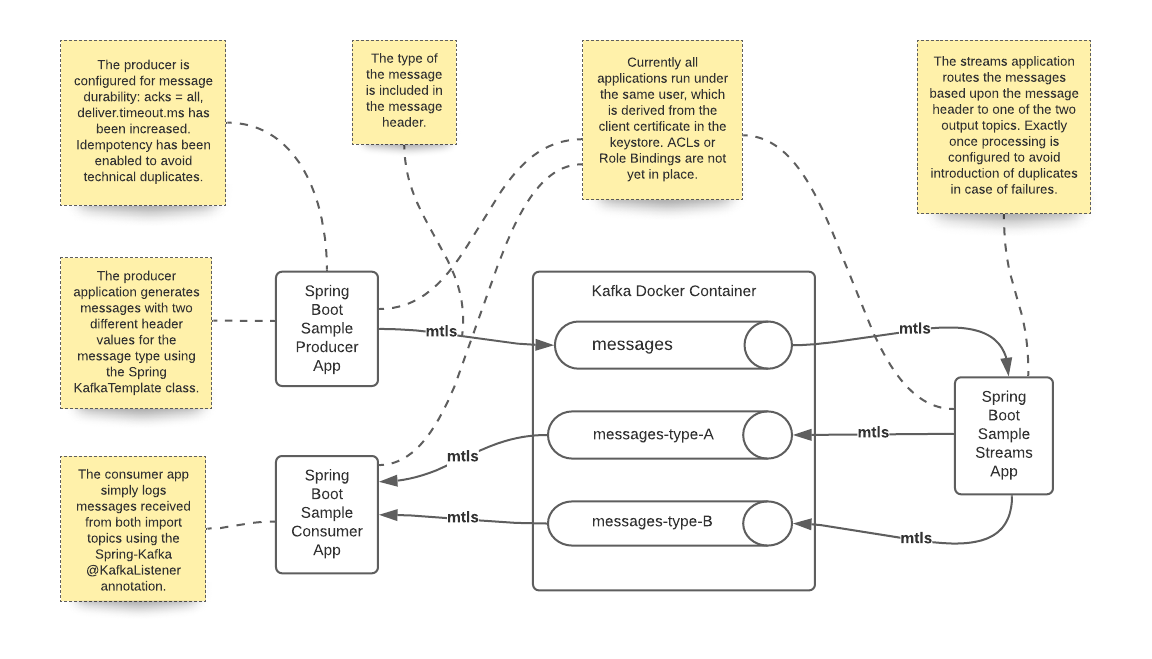 The producer is
configured for message
durability: acks = all,
deliver.timeout.ms has
been increased.
Idempotency has been
enabled to avoid
technical duplicates.
The type of
the message
is included in
the message
header.
Currently all
applications run under
the same user, which
is derived from the
client certificate in the
keystore. ACLs or
Role Bindings are not
yet in place.
The streams application
routes the messages
based upon the message
header to one of the two
output topics. Exactly
once processing is
configured to avoid
introduction of duplicates
in case of failures.
The producer
application generates
messages with two
different header
values for the
message type using
the Spring
KafkaTemplate class.
Spring
Boot
Sample
Producer
App
mtls
Kafka Docker Container
messages
mtls
Spring
Boot
Sample
Streams
App
messages-type-A
mtls
mtls
messages-type-B
mtls
mtls
The consumer app
simply logs
messages received
from both import
topics using the
Spring-Kafka
@KafkaListener
annotation.
Spring
Boot
Sample
Consumer
App